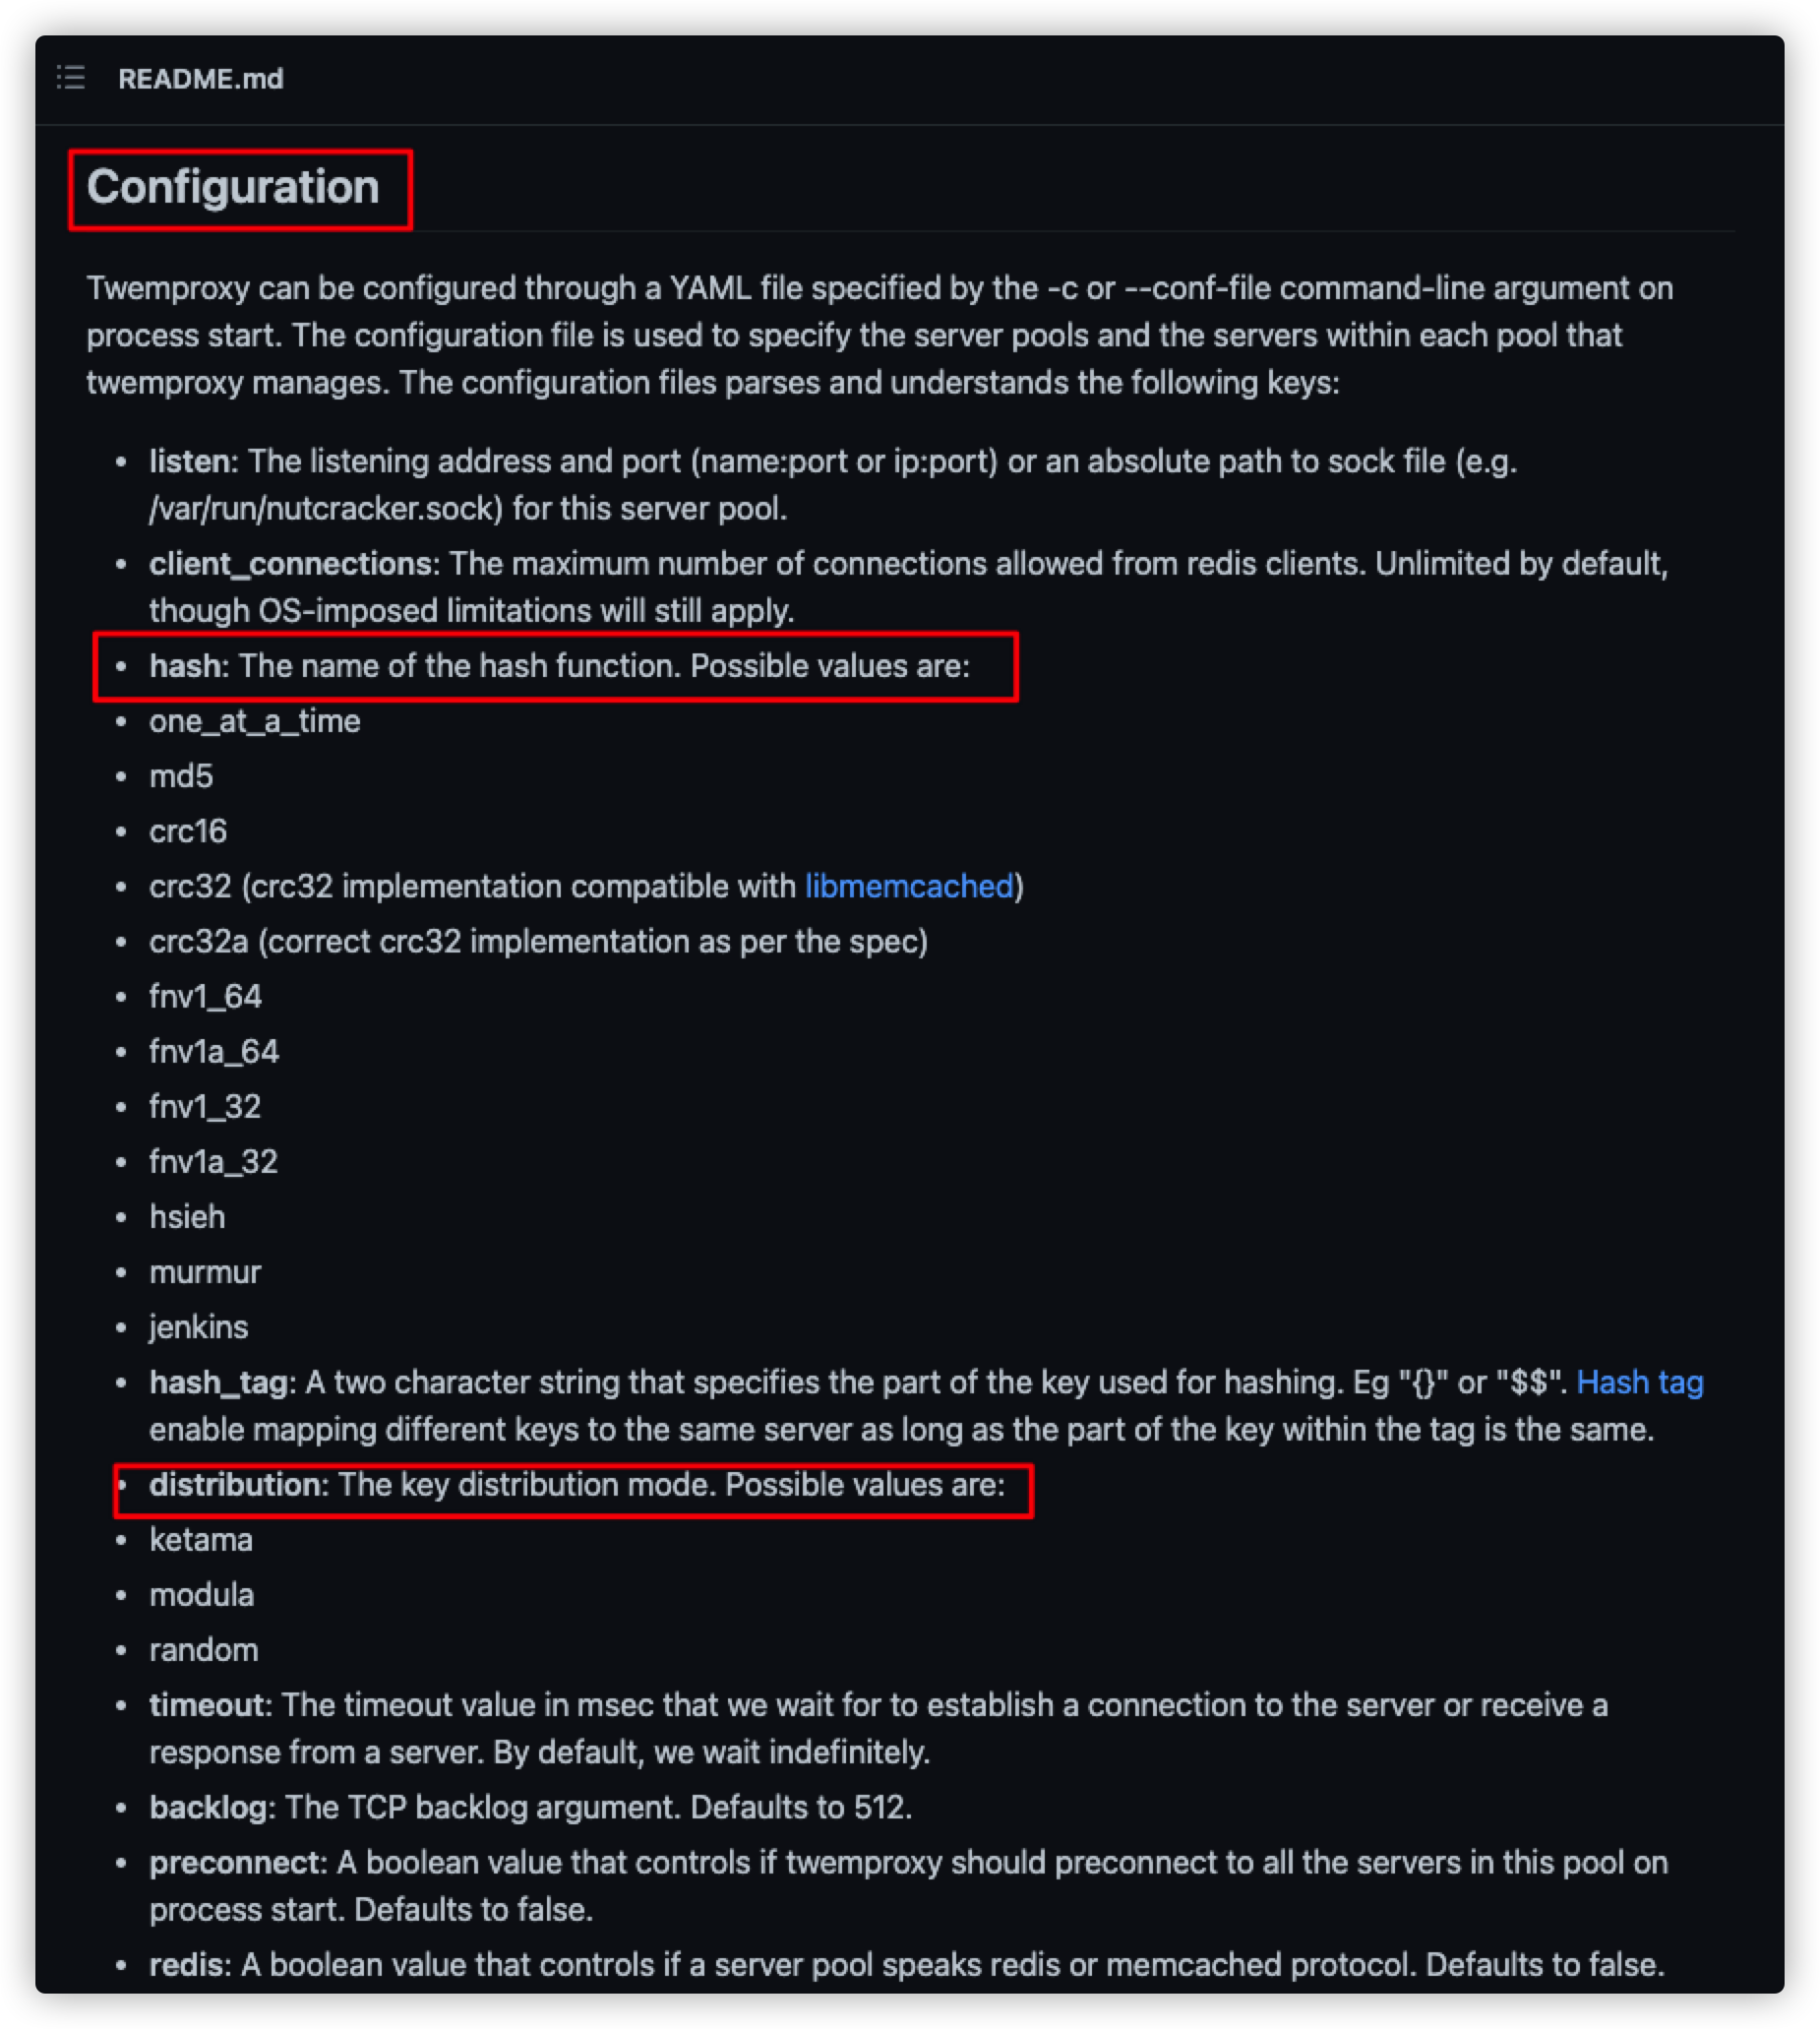 README.md
Configuration
Twemproxy can be configured through a YAML file specified by the -c or --conf-file command-line argument on
process start. The configuration file is used to specify the server pools and the servers within each pool that
twemproxy manages. The configuration files parses and understands the following keys:
• listen: The listening address and port (name:port or ip:port) or an absolute path to sock file (e.g.
/var/run/nutcracker.sock) for this server pool.
• client_connections: The maximum number of connections allowed from redis clients. Unlimited by default,
though OS-imposed limitations will still apply.
• hash: The name of the hash function. Possible values are:
• one_at_a_time
• md5
• crc16
• crc32 (crc32 implementation compatible with libmemcached)
• crc32a (correct crc32 implementation as per the spec)
• fnv1_64
• fnv1a_64
• fnv1_32
• fnv1a_32
• hsieh
• murmur
• jenkins
• hash_tag: A two character string that specifies the part of the key used for hashing. Eg "{}" or "$$". Hash tag
enable mapping different keys to the same server as long as the part of the key within the tag is the same.
• distribution: The key distribution mode. Possible values are:
• ketama
• modula
• random
• timeout: The timeout value in msec that we wait for to establish a connection to the server or receive a
response from a server. By default, we wait indefinitely.
• backlog: The TCP backlog argument. Defaults to 512.
• preconnect: A boolean value that controls if twemproxy should preconnect to all the servers in this pool on
process start. Defaults to false.
• redis: A boolean value that controls if a server pool speaks redis or memcached protocol. Defaults to false.